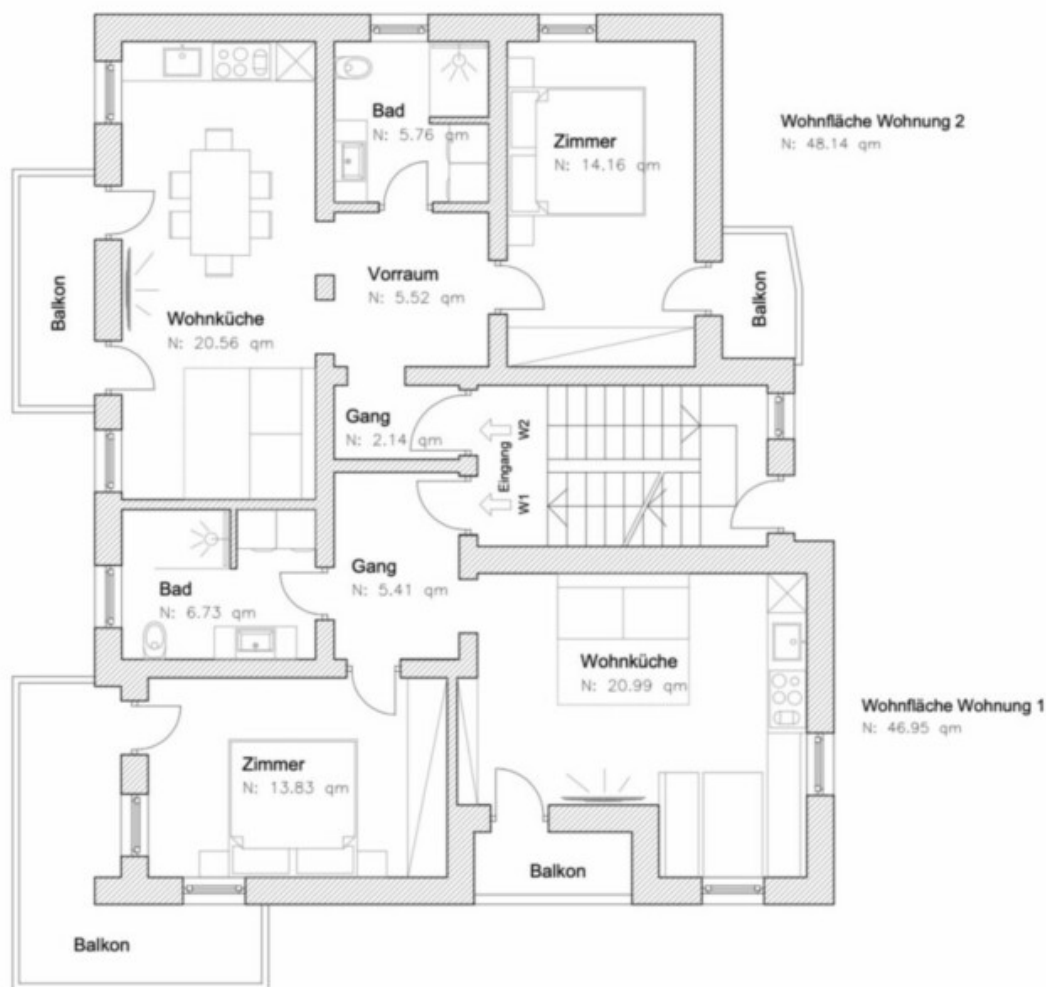 Bad
N: 5.76 qm
Zimmer
N: 14.16 qm
Wohnfläche Wohnung 2
N: 48.14 qm
Balkon
Wohnküche
N: 20.56 qm
Vorraum
N: 5.52 qm
Balkon
Gang
N: 2.14 qm
Eingang
W2
W1
Bad
N: 6.73 qm
Gang
N: 5.41 qm
Wohnküche
N: 20.99 qm
Wohnfläche Wohnung 1
N: 46.95 qm
Zimmer
N: 13.83 qm
Balkon
Balkon